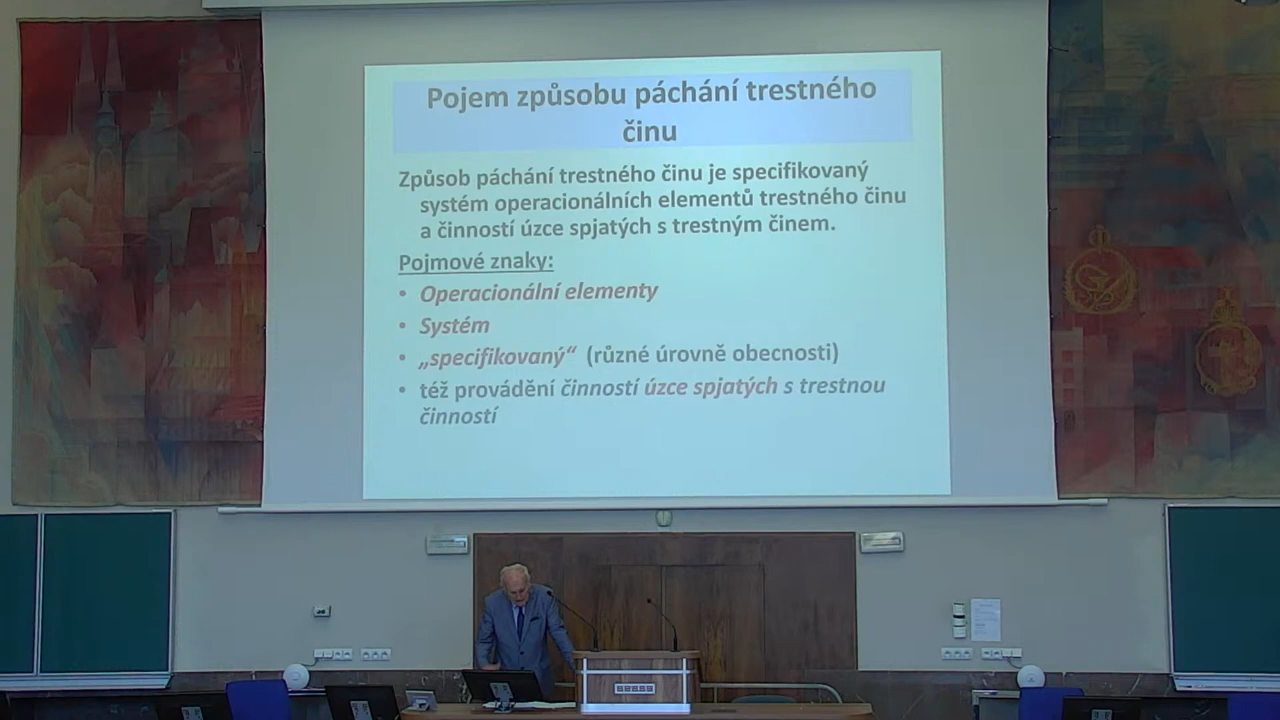 Pojem způsobu páchání trestného
činu
Způsob páchání trestného činu je specifikovaný
systém operacionálních elementů trestného činu
a činností úzce spjatých s trestným činem.
Pojmové znaky:
• Operacionální elementy
• Systém
• „specifikovaný“ (různé úrovně obecnosti)
• též provádění činností úzce spjatých s trestnou
činností